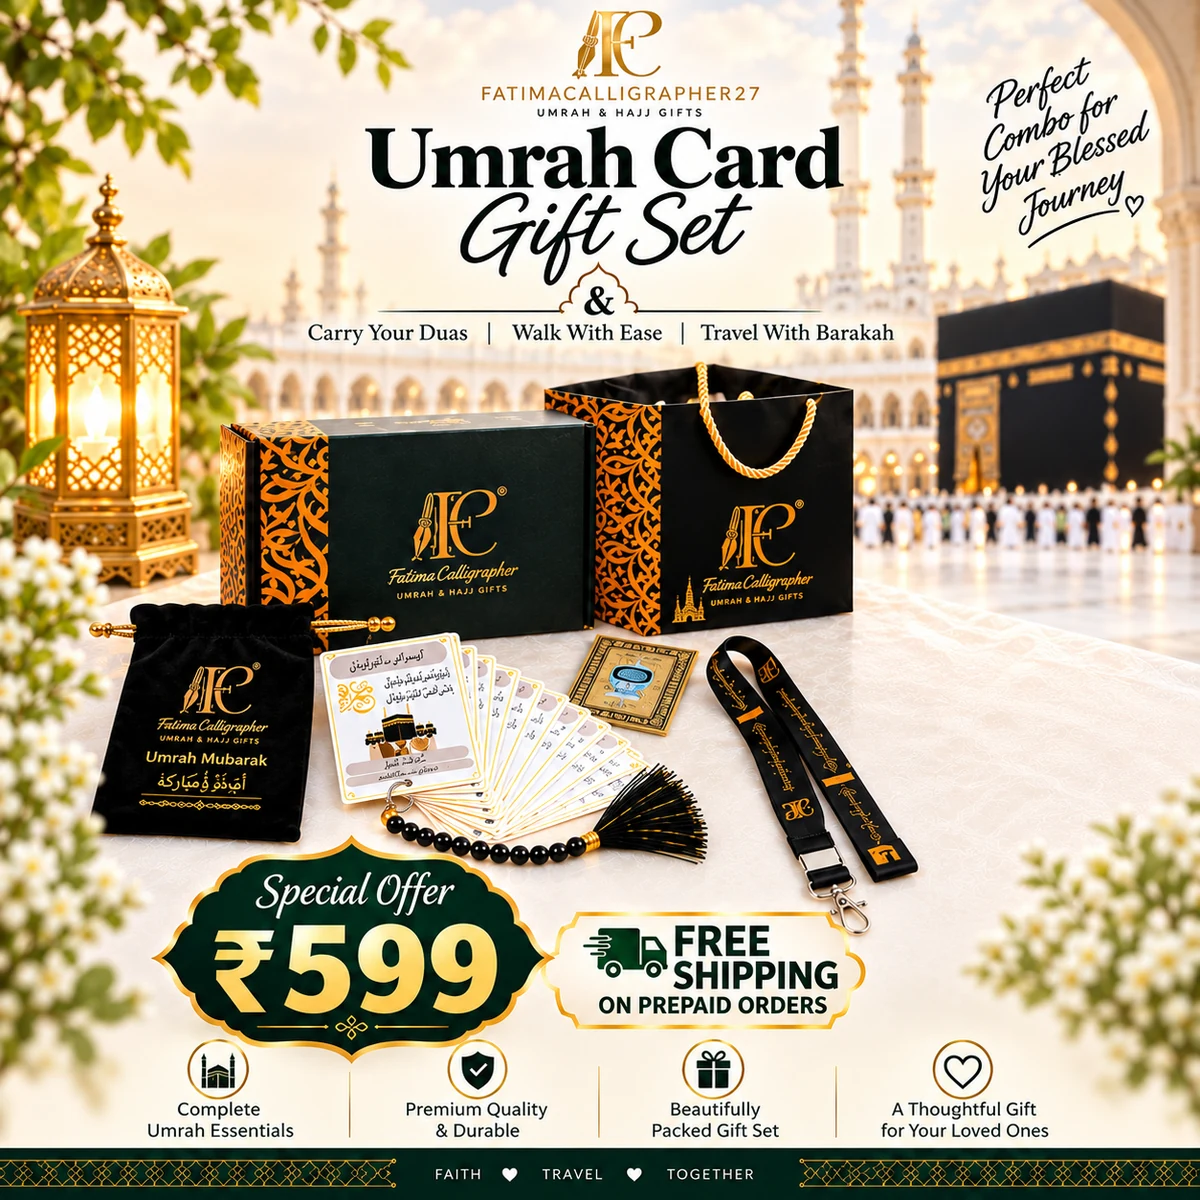 FATIMACALLIGRAPHER27
UMRAH & HAJJ GIFTS
Umrah Card
Gift Set
&
Carry Your Duas | Walk With Ease | Travel With Barakah
Perfect
Combo for
Your Blessed
Journey
Fatima Calligrapher
UMRAH & HAJJ GIFTS
Fatima Calligrapher
UMRAH & HAJJ GIFTS
Fatima Calligrapher
UMRAH & HAJJ GIFTS
Umrah Mubarak
Special Offer
₹599
FREE
SHIPPING
ON PREPAID ORDERS
Complete
Umrah Essentials
Premium Quality
& Durable
Beautifully
Packed Gift Set
A Thoughtful Gift
for Your Loved Ones
FAITH TRAVEL TOGETHER